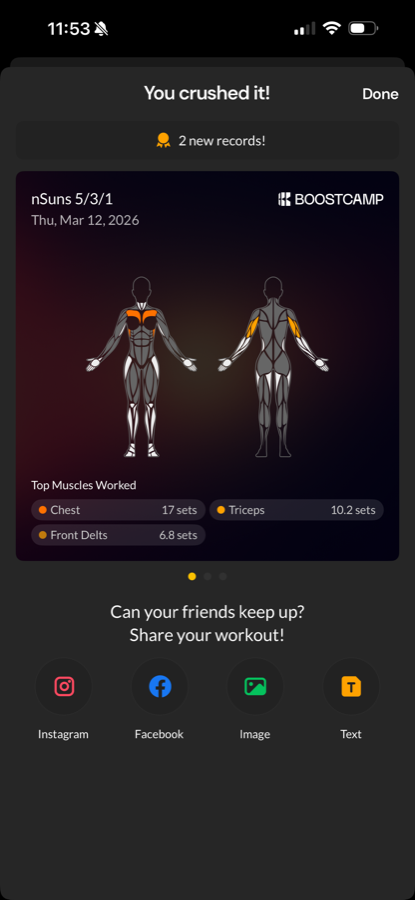 11:53
You crushed it!
Done
2 new records!
nSuns 5/3/1
BOOSTCAMP
Thu, Mar 12, 2026
Top Muscles Worked
Chest 17 sets
Triceps 10.2 sets
Front Delts 6.8 sets
Can your friends keep up?
Share your workout!
T
Instagram
Facebook
Image
Text